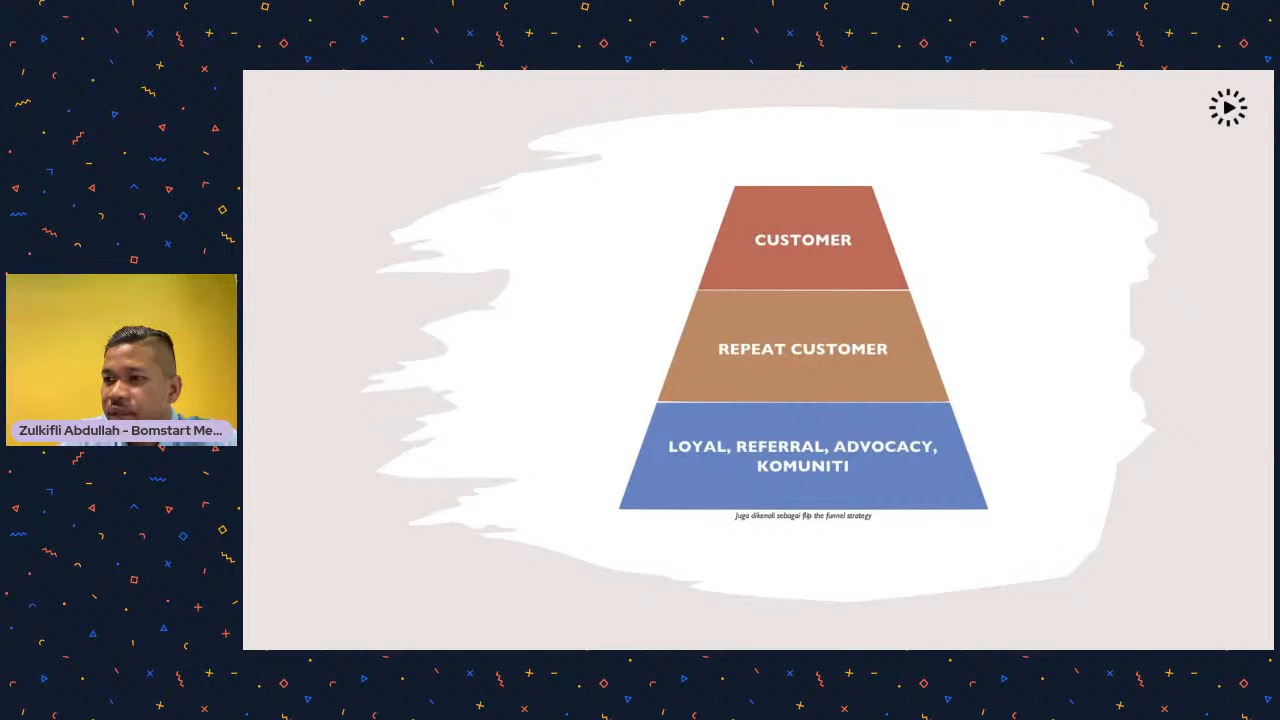 CUSTOMER
REPEAT CUSTOMER
LOYAL, REFERRAL, ADVOCACY,
KOMUNITI
Juga dikenali sebagai flip the funnel strategy
Zulkifli Abdullah - Bomstart Me...